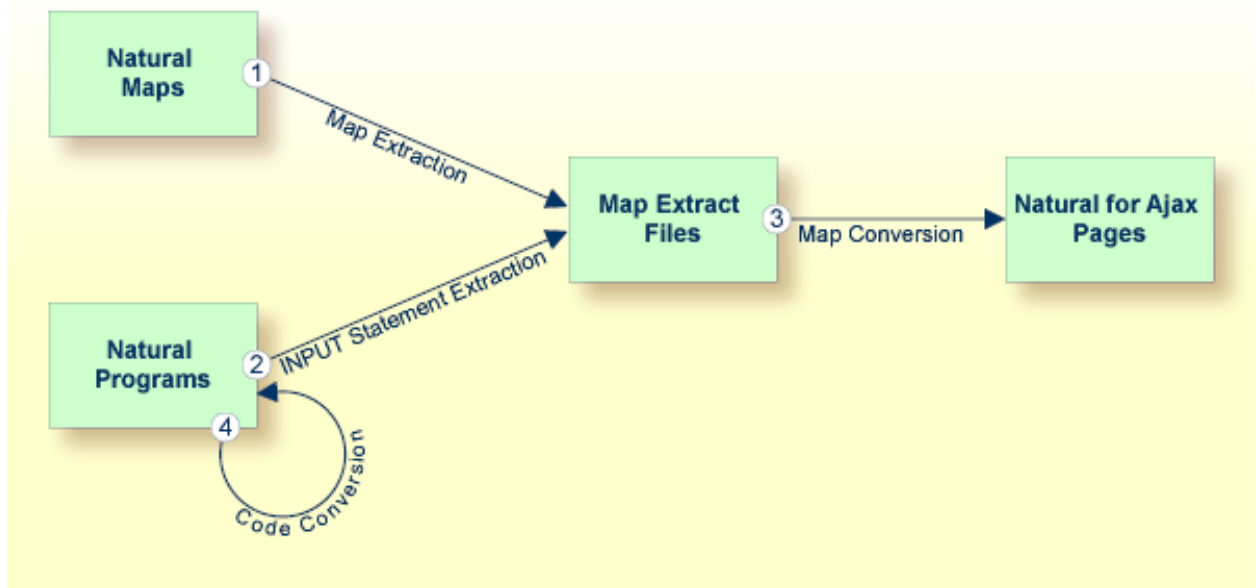 Natural
Maps
1
Map Extraction
Map Extract
Files
3
Map Conversion
Natural for Ajax
Pages
Natural
Programs
2
INPUT Statement Extraction
4
Code Conversion